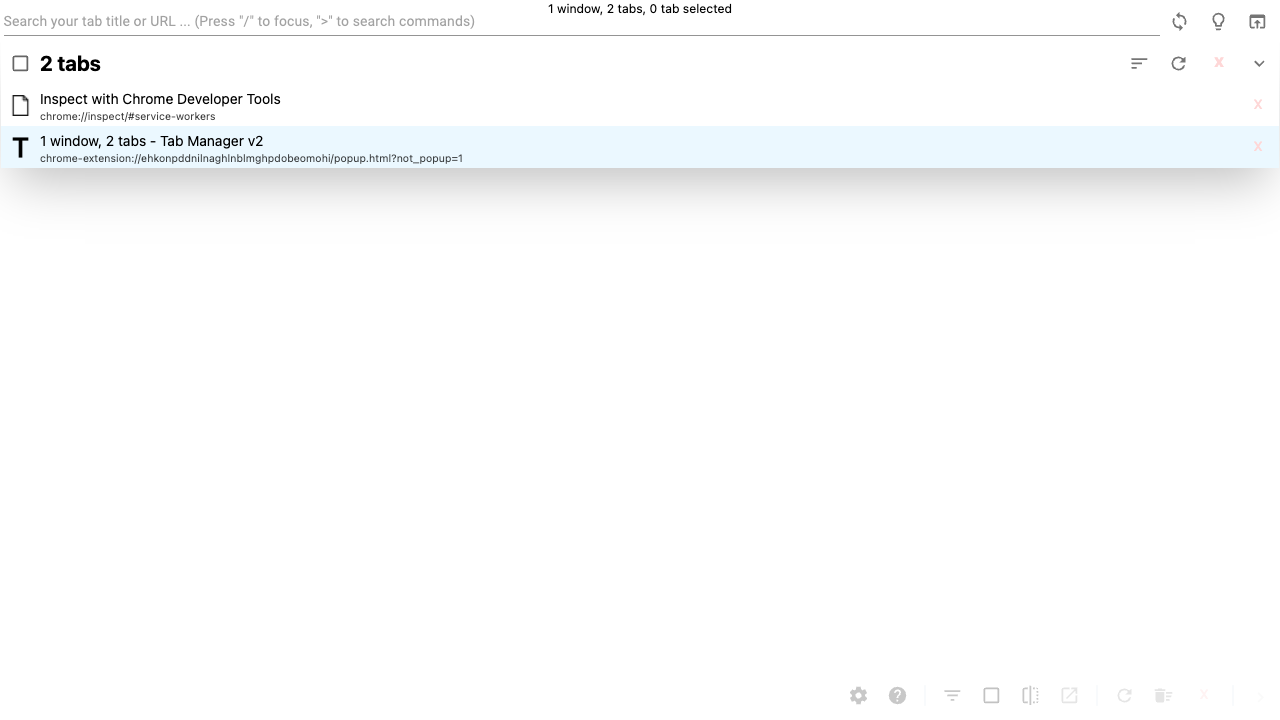 1 window, 2 tabs, 0 tab selected
Search your tab title or URL ... (Press "/" to focus, ">" to search commands)
2 tabs
x
Inspect with Chrome Developer Tools
chrome://inspect/#service-workers
x
T
1 window, 2 tabs - Tab Manager v2
chrome-extension://ehkonpddnilnaghlnblmghpdobeomohi/popup.html?not_popup=1
x
x